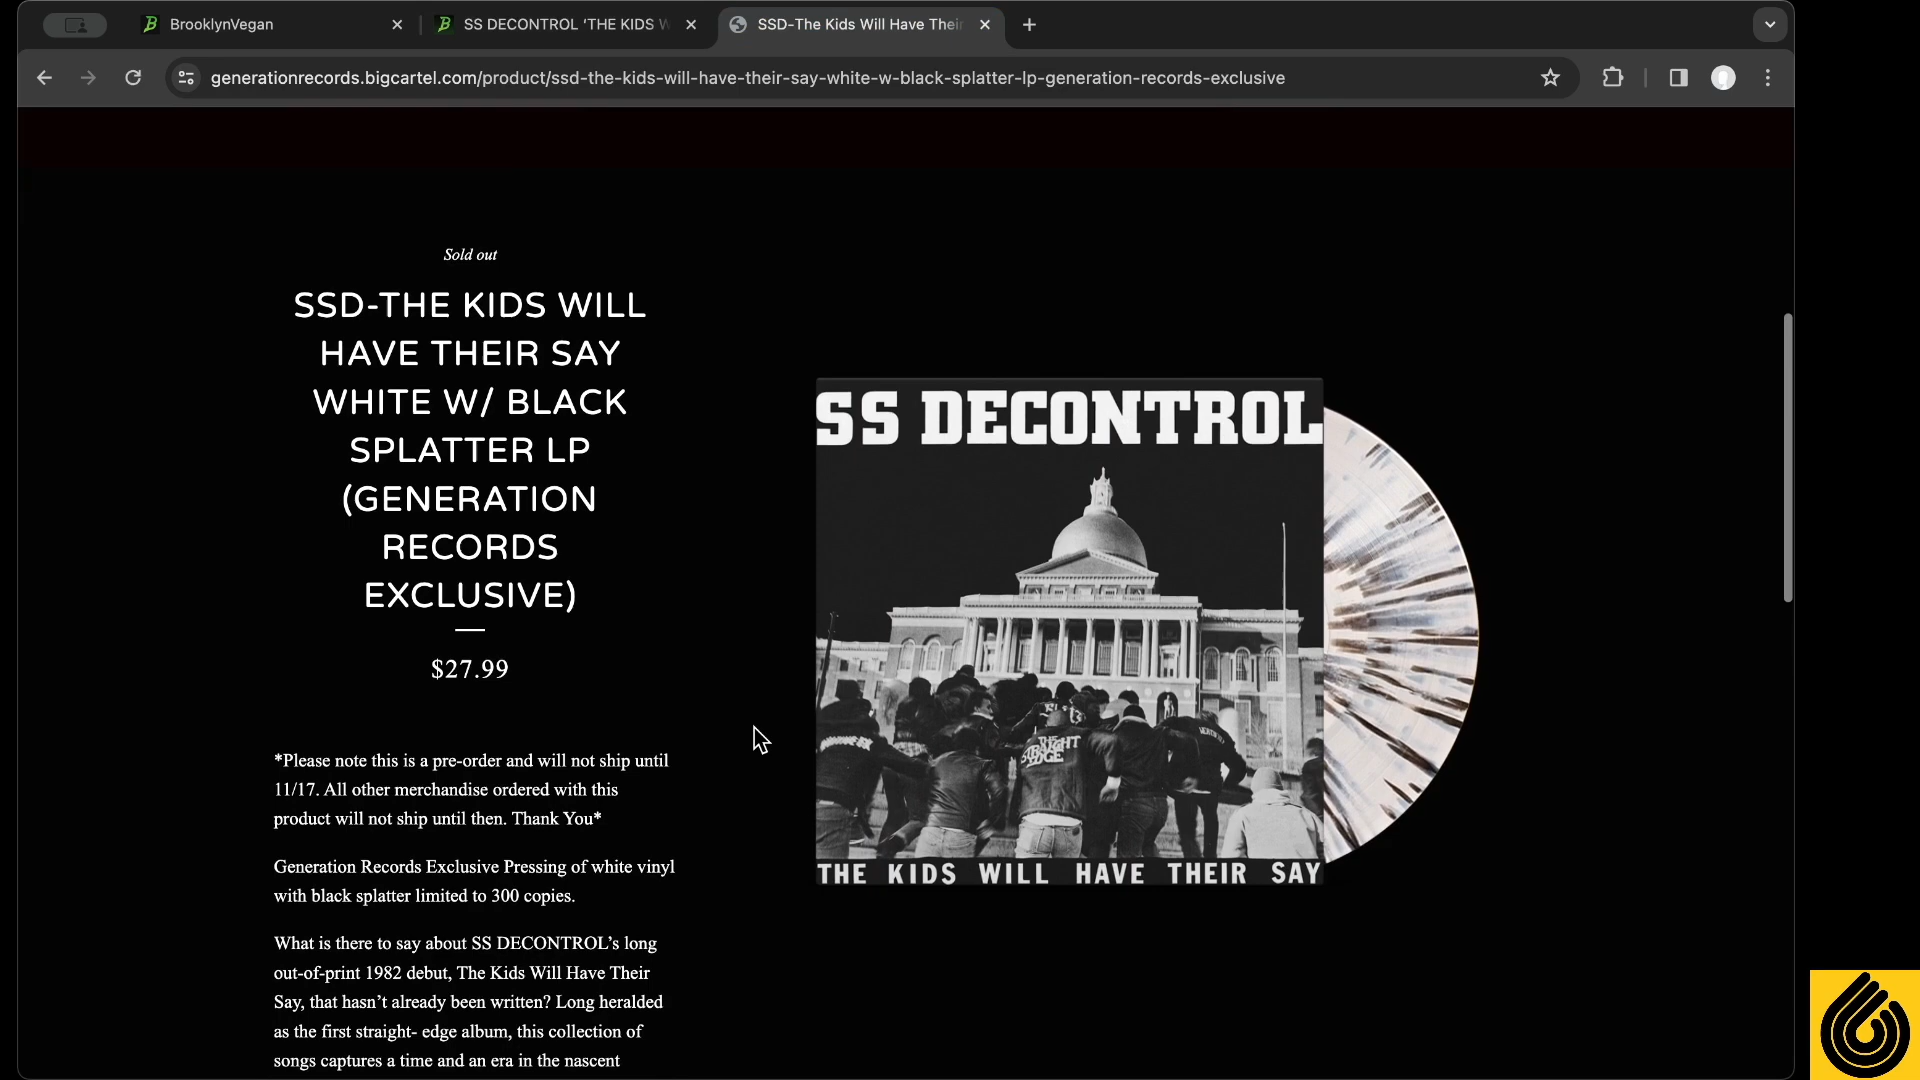 BrooklynVegan
SS DECONTROL ‘THE KIDS W
SSD-The Kids Will Have Their
generationrecords.bigcartel.com/product/ssd-the-kids-will-have-their-say-white-w-black-splatter-lp-generation-records-exclusive
Sold out
SSD-THE KIDS WILL
HAVE THEIR SAY
WHITE W/ BLACK
SPLATTER LP
(GENERATION
RECORDS
EXCLUSIVE)
$27.99
*Please note this is a pre-order and will not ship until
11/17. All other merchandise ordered with this
product will not ship until then. Thank You*
Generation Records Exclusive Pressing of white vinyl
with black splatter limited to 300 copies.
What is there to say about SS DECONTROL’s long
out-of-print 1982 debut, The Kids Will Have Their
Say, that hasn’t already been written? Long heralded
as the first straight- edge album, this collection of
songs captures a time and an era in the nascent
SS DECONTROL
THE
STRAIGHT
EDGE
THE KIDS WILL HAVE THEIR SAY